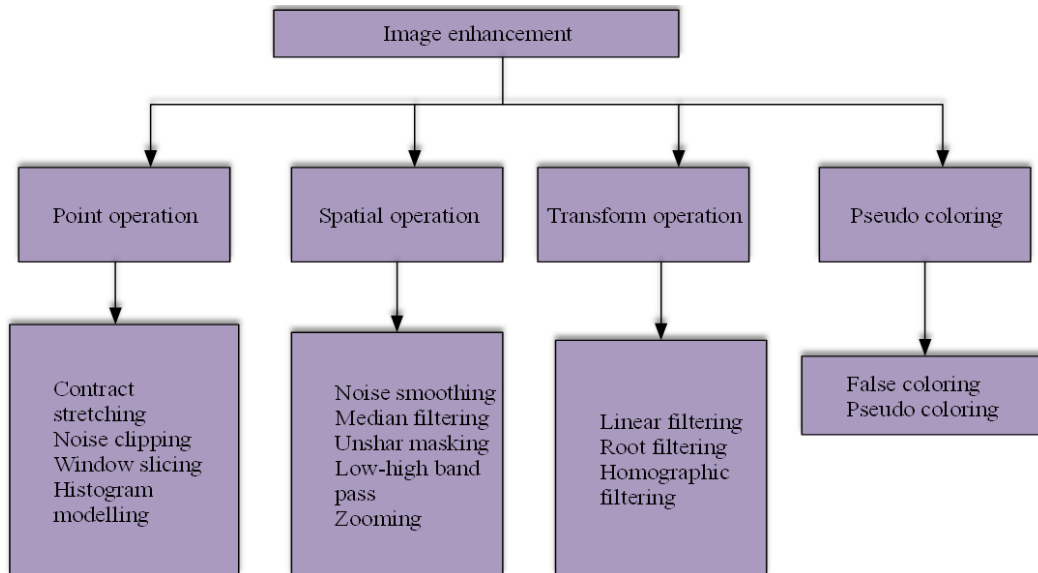 Image enhancement
Point operation
Spatial operation
Transform operation
Pseudo coloring
Contract
stretching
Noise clipping
Window slicing
Histogram
modelling
Noise smoothing
Median filtering
Unshar masking
Low-high band
pass
Zooming
Linear filtering
Root filtering
Homographic
filtering
False coloring
Pseudo coloring